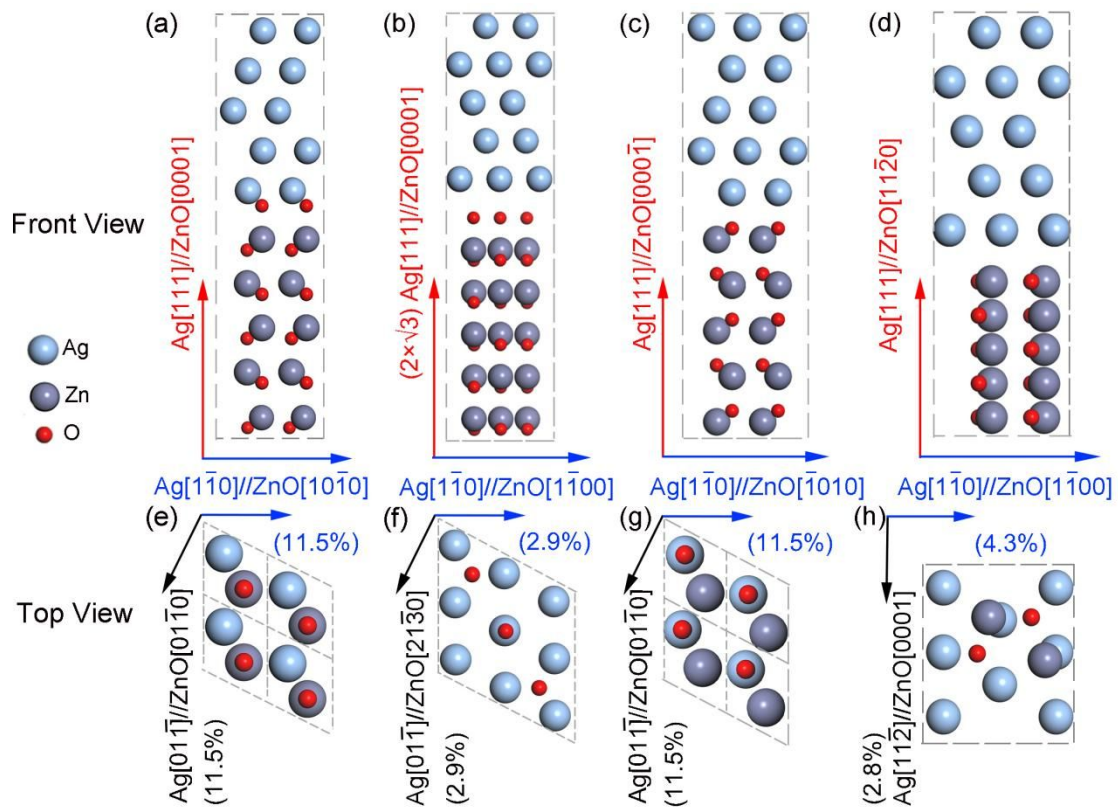 (a)
(b)
(c)
(d)
Front View
Ag[111]//ZnO[0001]
(2×√3) Ag[111]//ZnO[0001]
Ag[111]//ZnO[0001̄]
Ag[111]//ZnO[112̄0]
Ag
Zn
O
Ag[11̄0]//ZnO[101̄0]
Ag[11̄0]//ZnO[11̄00]
Ag[11̄0]//ZnO[1̄010]
Ag[11̄0]//ZnO[11̄00]
(e)
(f)
(g)
(h)
(11.5%)
(2.9%)
(11.5%)
(4.3%)
Top View
Ag[011̄]//ZnO[011̄0]
(11.5%)
Ag[011̄]//ZnO[21̄3̄0]
(2.9%)
Ag[011̄]//ZnO[011̄0]
(11.5%)
(2.8%)
Ag[112̄]//ZnO[0001]